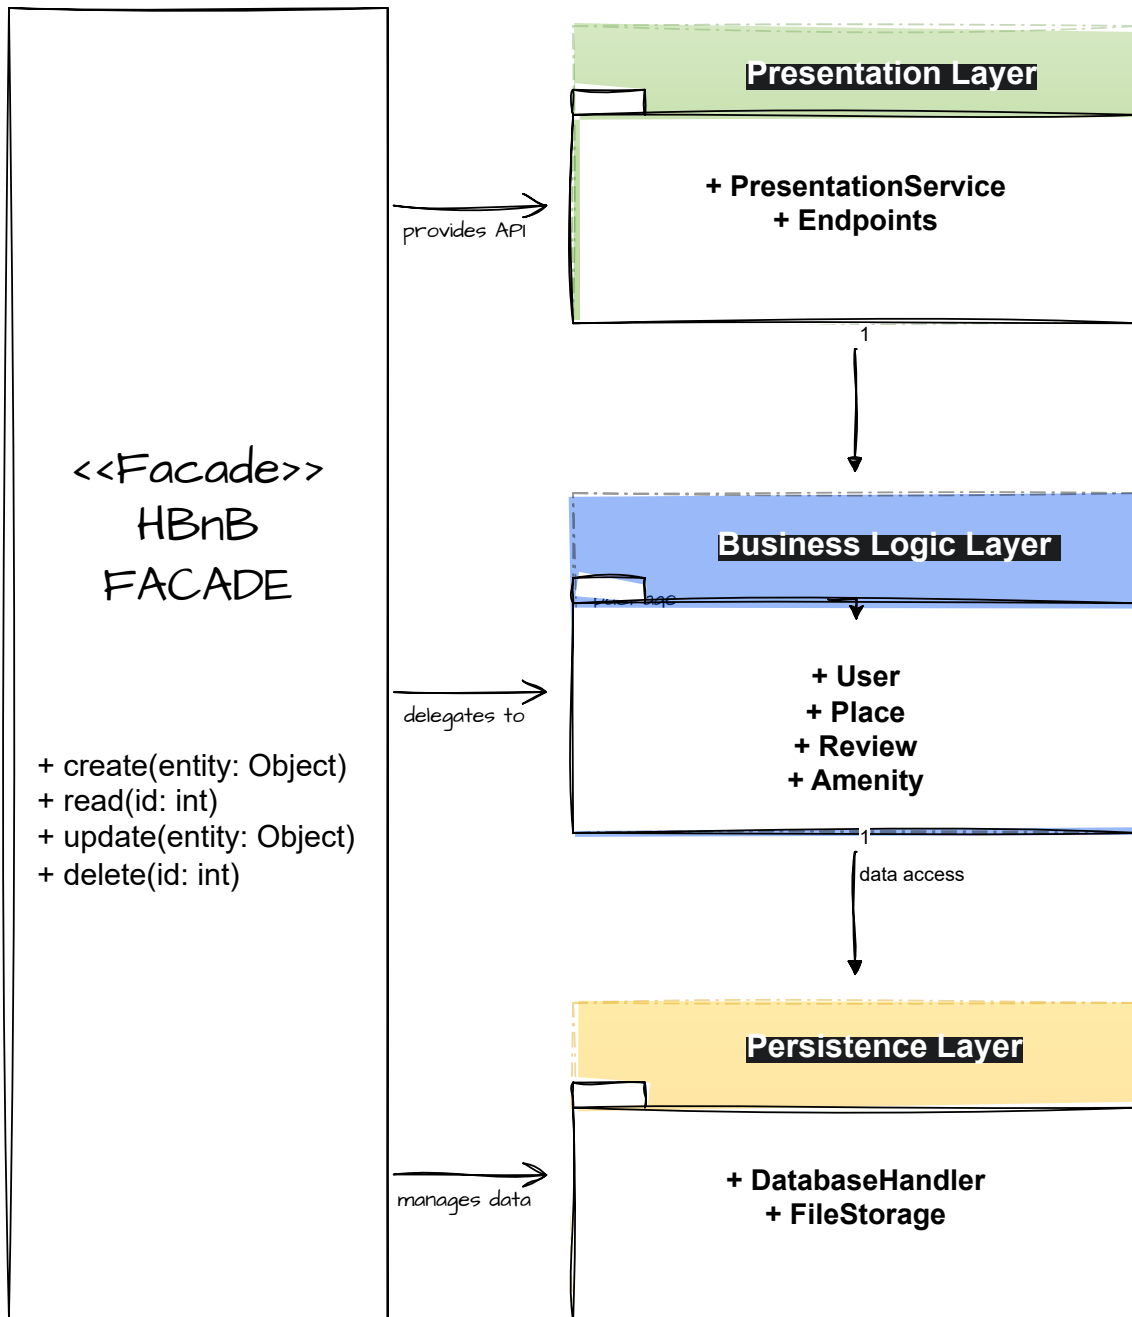 <<Facade>>
HBnB
FACADE
+ create(entity: Object)
+ read(id: int)
+ update(entity: Object)
+ delete(id: int)
provides API
delegates to
manages data
Presentation Layer
+ PresentationService
+ Endpoints
1
Business Logic Layer
+ User
+ Place
+ Review
+ Amenity
1
data access
Persistence Layer
+ DatabaseHandler
+ FileStorage